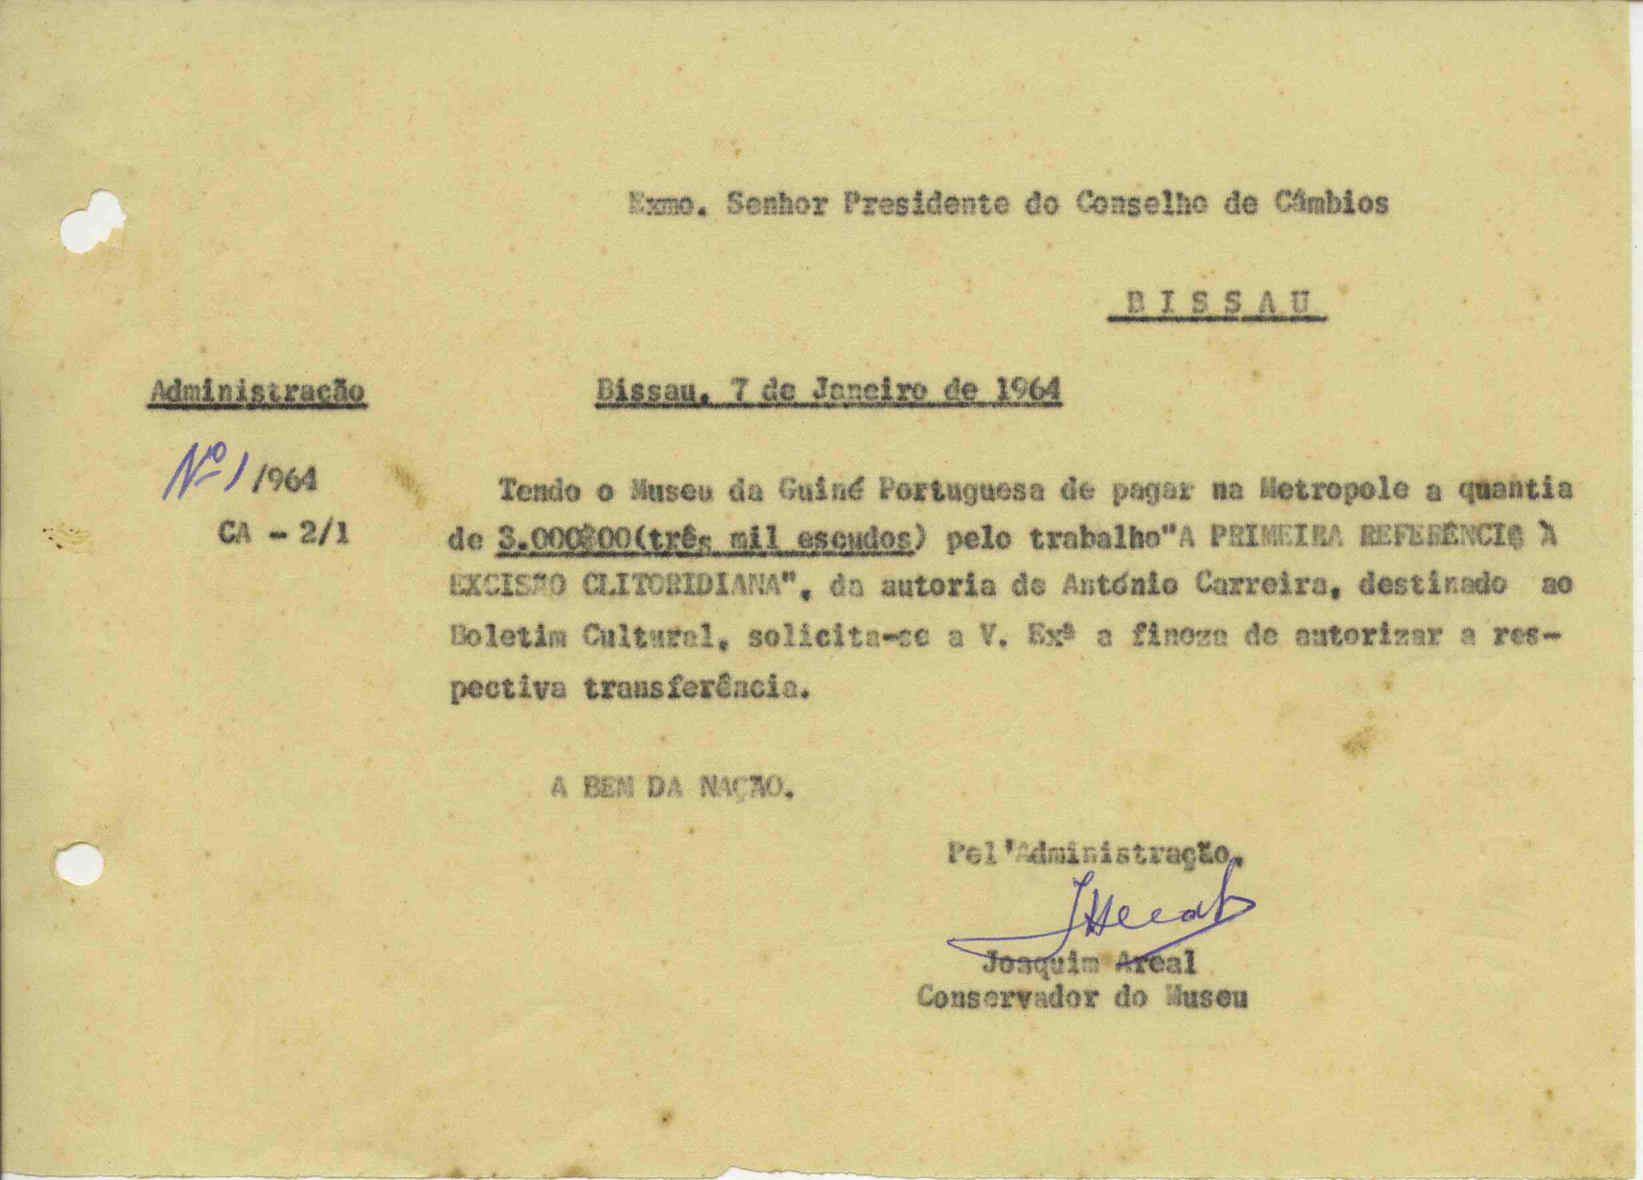 Exmo. Senhor Presidente do Conselho de Câmbios
BISSAU
Administração
Bissau, 7 de Janeiro de 1964
Nº 1/964
CA - 2/1
Tendo o Museu da Guiné Portuguesa de pagar na Metropole a quantia
de 3.000$00(três mil escudos) pelo trabalho"A PRIMEIRA REFERÊNCIA À
EXCISÃO CLITORIDIANA", da autoria de António Carreira, destinado ao
Boletim Cultural, solicita-se a V. Exª a fineza de autorizar a res-
pectiva transferência.
A BEM DA NAÇÃO.
Pel'Administração,
Joaquim Areal
Conservador do Museu